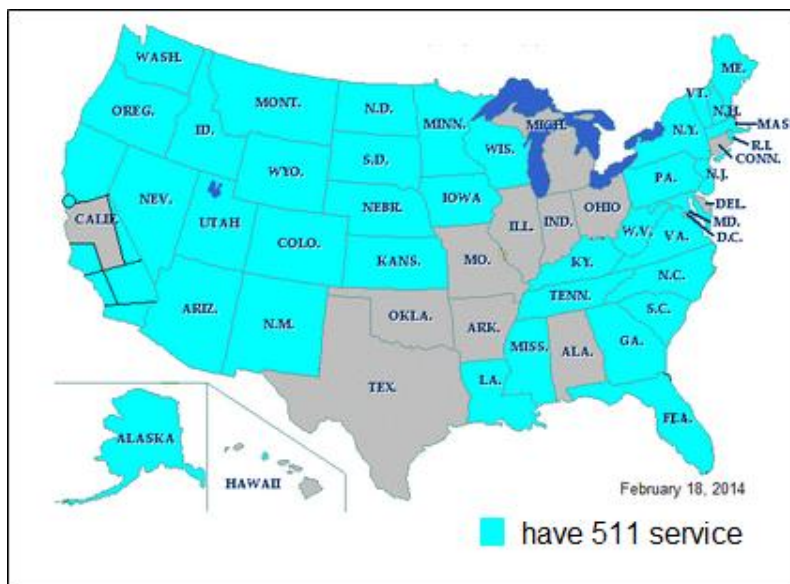 WASH.
ME.
VT.
N.H.
MONT.
N.D.
MINN.
OREG.
MICH.
MAS
ID.
N.Y.
R.I.
WIS.
CONN.
S.D.
WYO.
PA.
N.J.
NEV.
IOWA
NEBR.
OHIO
DEL.
CALIF.
UTAH
ILL.
IND.
MD.
W.V.
VA.
D.C.
COLO.
KANS.
MO.
KY.
N.C.
TENN.
ARIZ.
N.M.
OKLA.
ARK.
S.C.
MISS.
ALA.
GA.
TEX.
LA.
FLA.
ALASKA
HAWAII
February 18, 2014
have 511 service